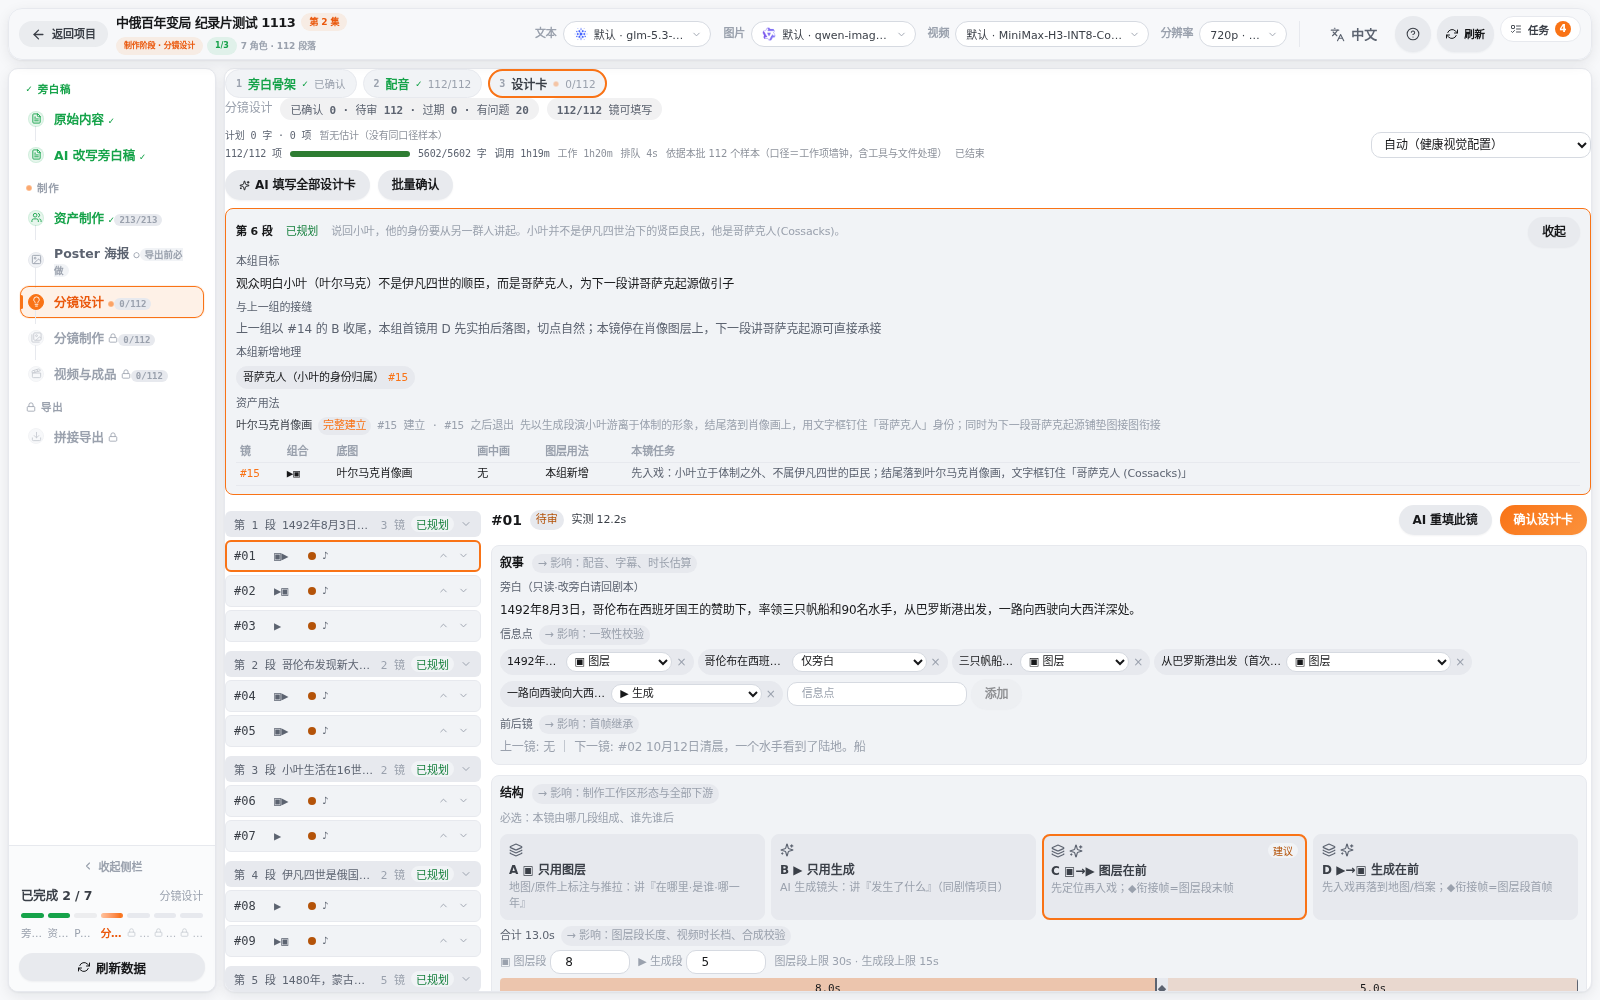 返回项目
中俄百年变局 纪录片测试 1113 第 2 集
制作阶段 · 分镜设计 1/3 7 角色 · 112 段落
文本 默认 · glm-5.3-... 图片 默认 · qwen-imag... 视频 默认 · MiniMax-H3-INT8-Co... 分辨率 720p · ... 中文 刷新 任务 4
✓ 旁白稿
原始内容 ✓
AI 改写旁白稿 ✓
制作
资产制作 ✓ 213/213
Poster 海报 ○ 导出前必做
分镜设计 0/112
分镜制作 0/112
视频与成品 0/112
导出
拼接导出
收起侧栏
已完成 2 / 7 分镜设计
旁... 资... P... 分... ... ... ...
刷新数据
1 旁白骨架 ✓ 已确认 2 配音 ✓ 112/112 3 设计卡 0/112
分镜设计 已确认 0 · 待审 112 · 过期 0 · 有问题 20 112/112 镜可填写
计划 0 字 · 0 项 暂无估计（没有同口径样本）
112/112 项 5602/5602 字 调用 1h19m 工作 1h20m 排队 4s 依据本批 112 个样本（口径=工作项墙钟，含工具与文件处理） 已结束
自动（健康视觉配置）
AI 填写全部设计卡 批量确认
第 6 段 已规划 说回小叶，他的身份要从另一群人讲起。小叶并不是伊凡四世治下的贤臣良民，他是哥萨克人(Cossacks)。 收起
本组目标
观众明白小叶（叶尔马克）不是伊凡四世的顺臣，而是哥萨克人，为下一段讲哥萨克起源做引子
与上一组的接缝
上一组以 #14 的 B 收尾，本组首镜用 D 先实拍后落图，切点自然；本镜停在肖像图层上，下一段讲哥萨克起源可直接承接
本组新增地理
哥萨克人（小叶的身份归属） #15
资产用法
叶尔马克肖像画 完整建立 #15 建立 · #15 之后退出 先以生成段演小叶游离于体制的形象，结尾落到肖像画上，用文字框钉住「哥萨克人」身份；同时为下一段哥萨克起源铺垫图接图衔接
镜 组合 底图 画中画 图层用法 本镜任务
#15 ▶▣ 叶尔马克肖像画 无 本组新增 先入戏：小叶立于体制之外、不属伊凡四世的臣民；结尾落到叶尔马克肖像画，文字框钉住「哥萨克人 (Cossacks)」
第 1 段 1492年8月3日... 3 镜 已规划
#01 ▣▶ ♪
#02 ▶▣ ♪
#03 ▶ ♪
第 2 段 哥伦布发现新大... 2 镜 已规划
#04 ▣▶ ♪
#05 ▣▶ ♪
第 3 段 小叶生活在16世... 2 镜 已规划
#06 ▣▶ ♪
#07 ▶ ♪
第 4 段 伊凡四世是俄国... 2 镜 已规划
#08 ▶ ♪
#09 ▶▣ ♪
第 5 段 1480年，蒙古... 5 镜 已规划
#01 待审 实测 12.2s AI 重填此镜 确认设计卡
叙事 → 影响：配音、字幕、时长估算
旁白（只读·改旁白请回剧本）
1492年8月3日，哥伦布在西班牙国王的赞助下，率领三只帆船和90名水手，从巴罗斯港出发，一路向西驶向大西洋深处。
信息点 → 影响：一致性校验
1492年... ▣ 图层 × 哥伦布在西班... 仅旁白 × 三只帆船... ▣ 图层 × 从巴罗斯港出发（首次... ▣ 图层 ×
一路向西驶向大西... ▶ 生成 × 信息点 添加
前后镜 → 影响：首帧继承
上一镜: 无 ｜ 下一镜: #02 10月12日清晨，一个水手看到了陆地。船
结构 → 影响：制作工作区形态与全部下游
必选：本镜由哪几段组成、谁先谁后
A ▣ 只用图层
地图/原件上标注与推拉：讲『在哪里·是谁·哪一年』
B ▶ 只用生成
AI 生成镜头：讲『发生了什么』（同剧情项目）
建议
C ▣→▶ 图层在前
先定位再入戏；◆衔接帧=图层段末帧
D ▶→▣ 生成在前
先入戏再落到地图/档案；◆衔接帧=图层段首帧
合计 13.0s → 影响：图层段长度、视频时长档、合成校验
▣ 图层段 8 ▶ 生成段 5 图层段上限 30s · 生成段上限 15s
8.0s ◆ 5.0s